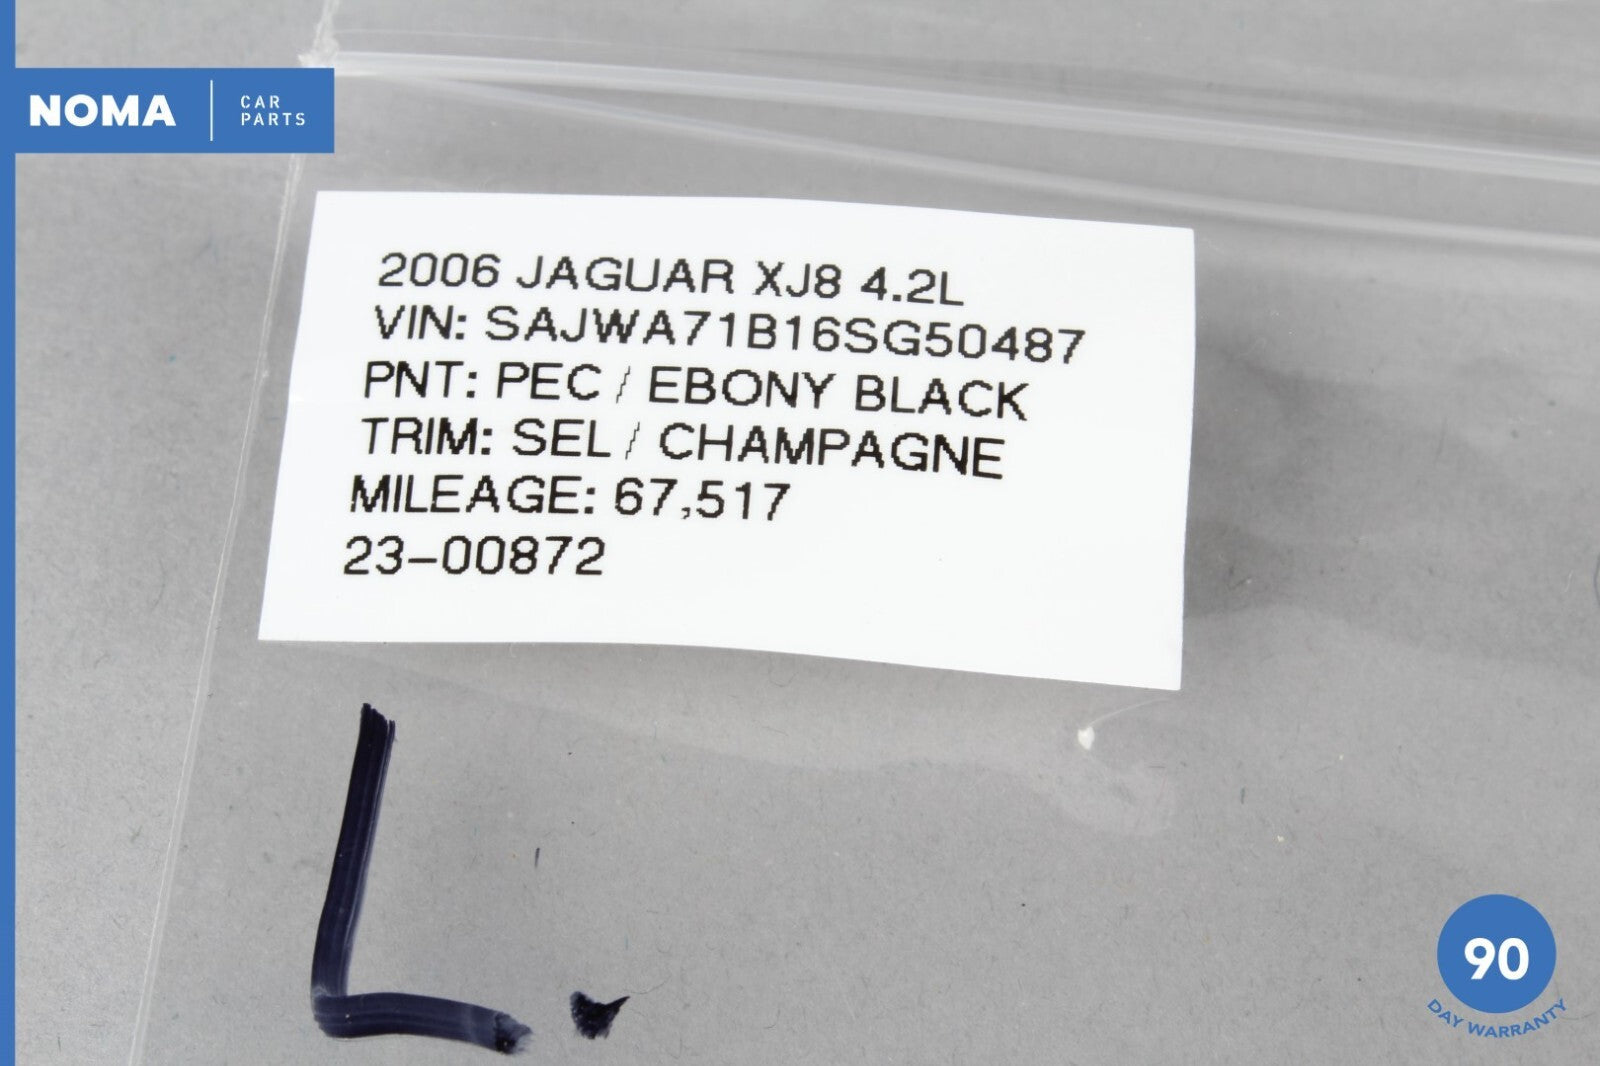 NOMA
CAR
PARTS
2006 JAGUAR XJ8 4.2L
VIN: SAJWA71B16SG50487
PNT: PEC / EBONY BLACK
TRIM: SEL / CHAMPAGNE
MILEAGE: 67,517
23-00872
L.
90
DAY WARRANTY